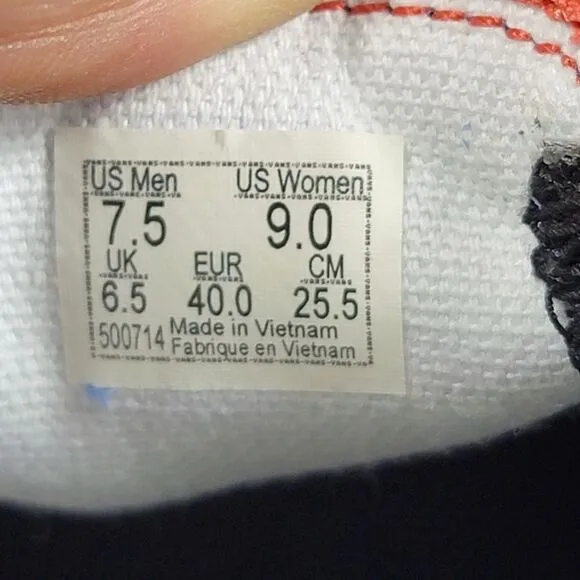 US Men US Women
7.5 9.0
UK EUR CM
6.5 40.0 25.5
500714 Made in Vietnam
Fabrique en Vietnam